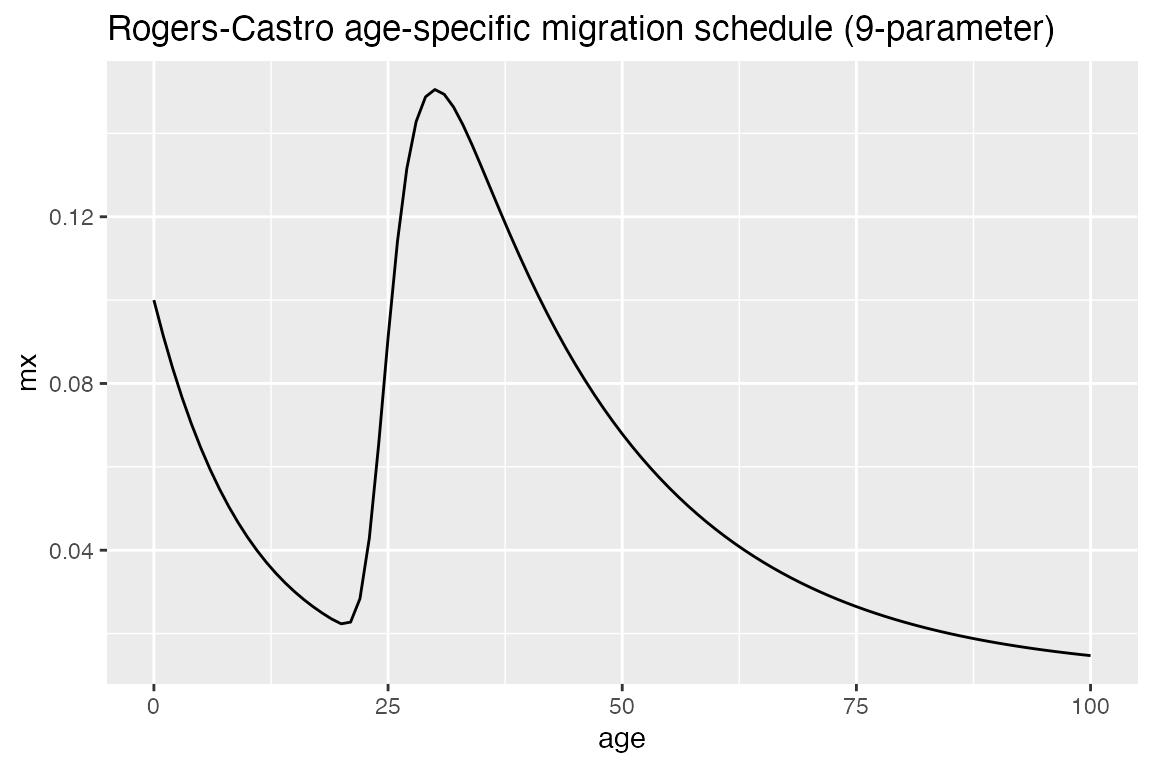 Rogers-Castro age-specific migration schedule (9-parameter)
mx
0.12
0.08
0.04
0 25 50 75 100
age